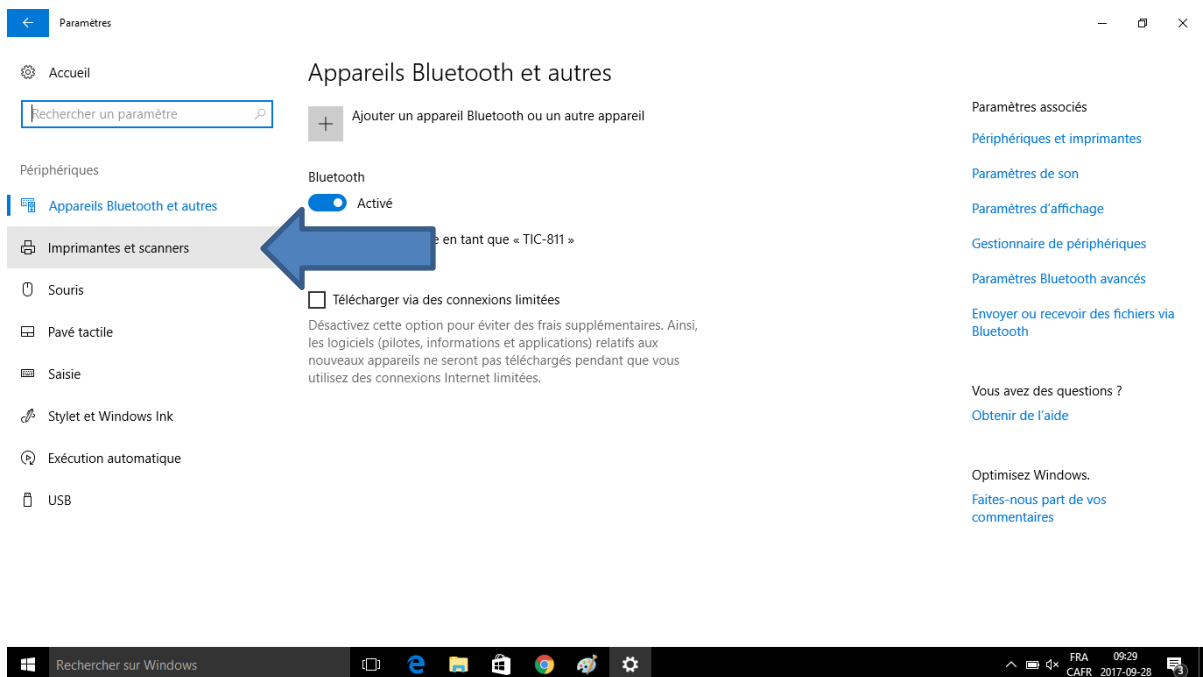 Paramètres
Accueil
Rechercher un paramètre
Périphériques
Appareils Bluetooth et autres
Imprimantes et scanners
Souris
Pavé tactile
Saisie
Stylet et Windows Ink
Exécution automatique
USB
Appareils Bluetooth et autres
Ajouter un appareil Bluetooth ou un autre appareil
Bluetooth
Activé
en tant que « TIC-811 »
Télécharger via des connexions limitées
Désactivez cette option pour éviter des frais supplémentaires. Ainsi,
les logiciels (pilotes, informations et applications) relatifs aux
nouveaux appareils ne seront pas téléchargés pendant que vous
utilisez des connexions Internet limitées.
Paramètres associés
Périphériques et imprimantes
Paramètres de son
Paramètres d'affichage
Gestionnaire de périphériques
Paramètres Bluetooth avancés
Envoyer ou recevoir des fichiers via
Bluetooth
Vous avez des questions ?
Obtenir de l'aide
Optimisez Windows.
Faites-nous part de vos
commentaires
Rechercher sur Windows
FRA
CAFR
09:29
2017-09-28
3